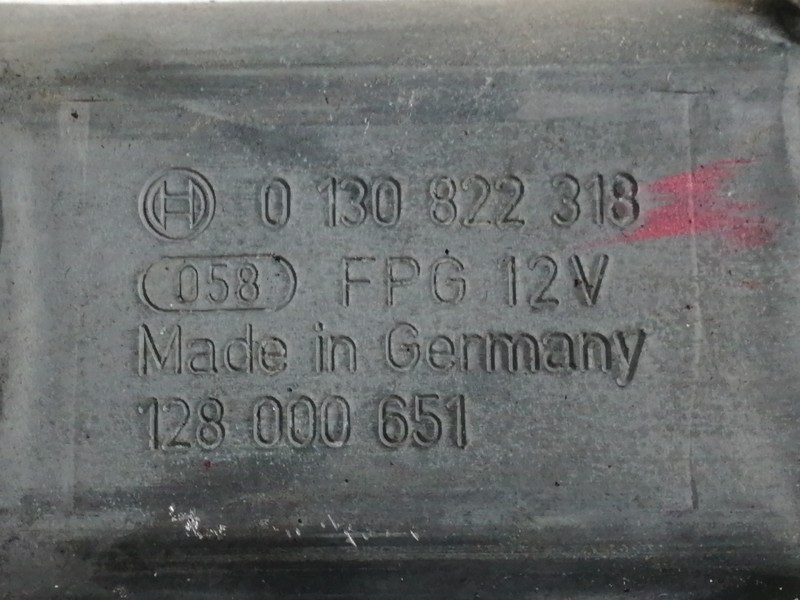 0 130 822 318
058 FPG 12V
Made in Germany
128 000 651